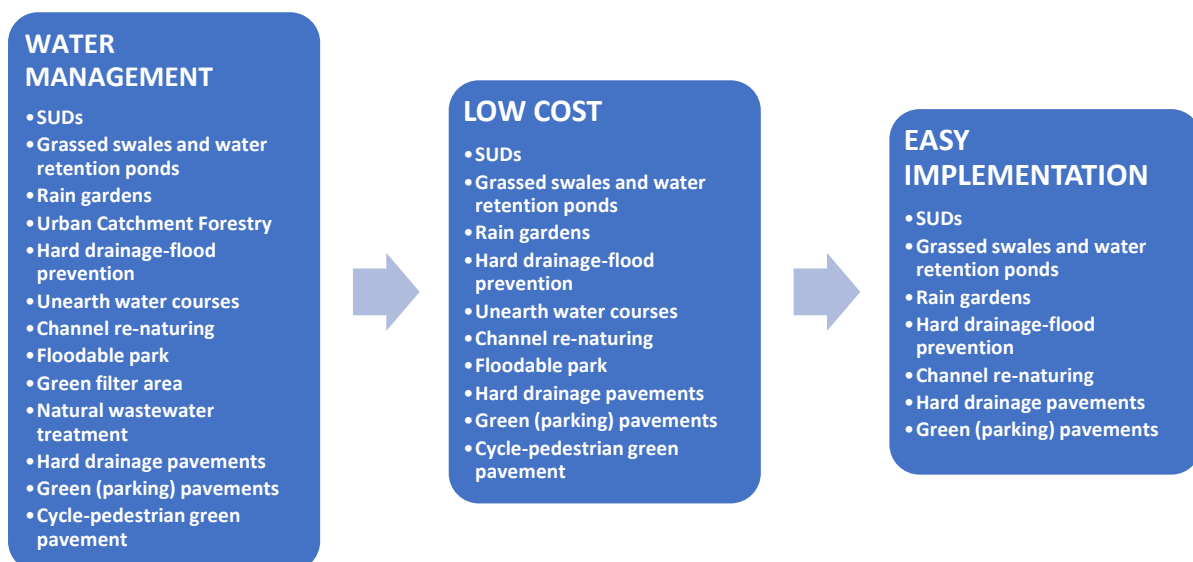 WATER
MANAGEMENT
•SUDs
•Grassed swales and water
retention ponds
•Rain gardens
•Urban Catchment Forestry
•Hard drainage-flood
prevention
•Unearth water courses
•Channel re-naturing
•Floodable park
•Green filter area
•Natural wastewater
treatment
•Hard drainage pavements
•Green (parking) pavements
•Cycle-pedestrian green
pavement
LOW COST
•SUDs
•Grassed swales and water
retention ponds
•Rain gardens
•Hard drainage-flood
prevention
•Unearth water courses
•Channel re-naturing
•Floodable park
•Hard drainage pavements
•Green (parking) pavements
•Cycle-pedestrian green
pavement
EASY
IMPLEMENTATION
•SUDs
•Grassed swales and water
retention ponds
•Rain gardens
•Hard drainage-flood
prevention
•Channel re-naturing
•Hard drainage pavements
•Green (parking) pavements